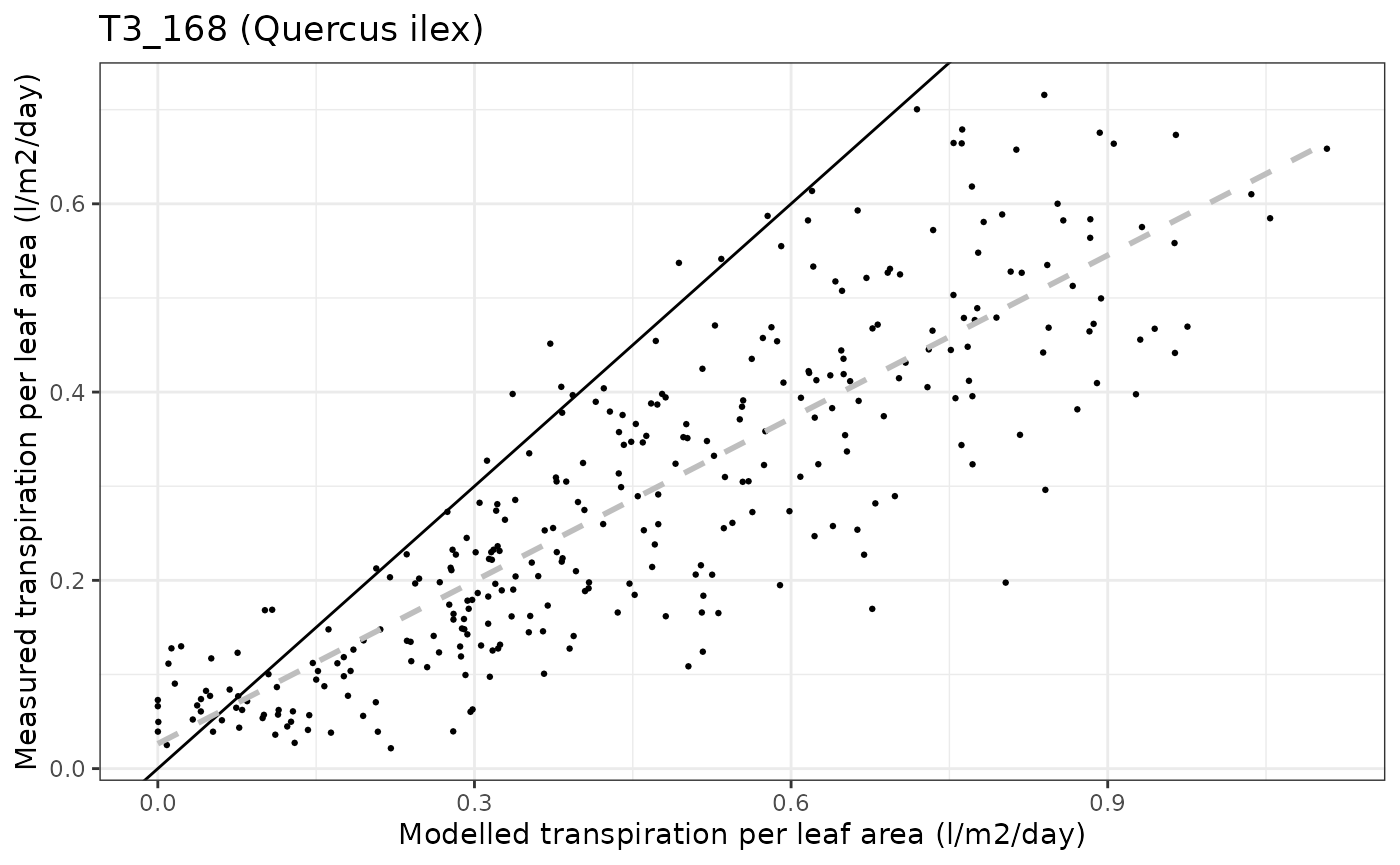 T3_168 (Quercus ilex)
Measured transpiration per leaf area (l/m2/day)
0.6
0.4
0.2
0.0
0.0 0.3 0.6 0.9
Modelled transpiration per leaf area (l/m2/day)